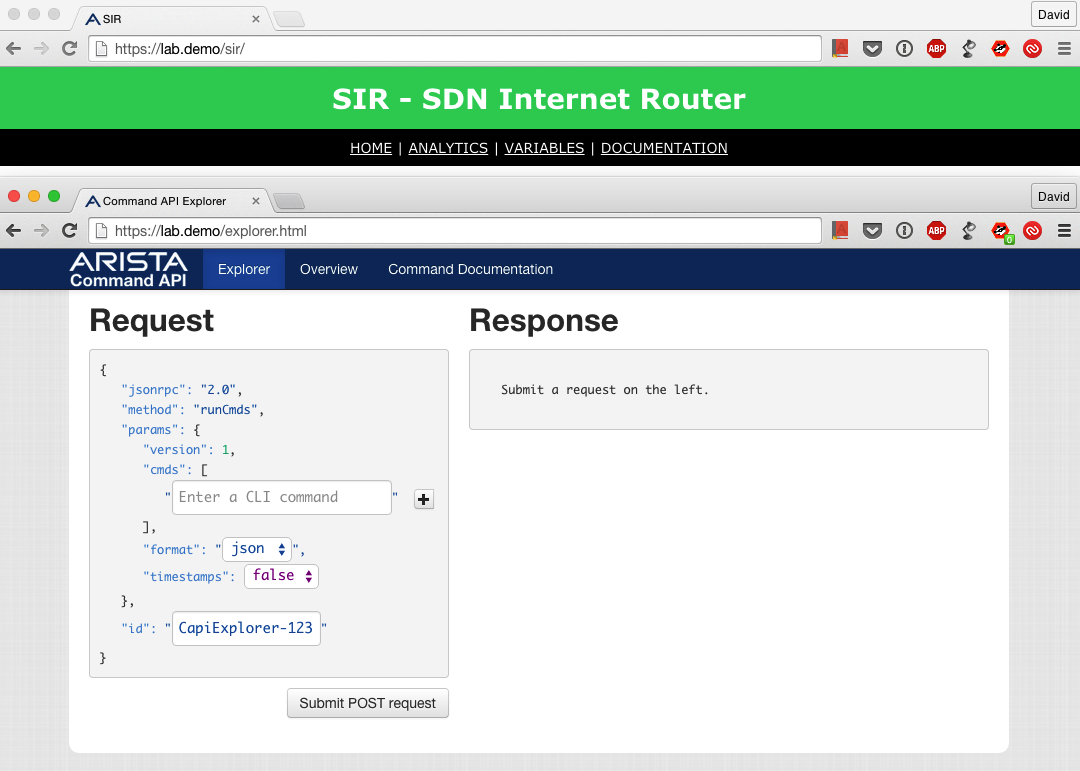 SIR
David
https://lab.demo/sir/
ABP
SIR - SDN Internet Router
HOME | ANALYTICS | VARIABLES | DOCUMENTATION
Command API Explorer
David
https://lab.demo/explorer.html
ABP
0
ARISTA
Command API
Explorer
Overview
Command Documentation
Request
Response
{
"jsonrpc": "2.0",
"method": "runCmds",
"params": {
"version": 1,
"cmds": [
"Enter a CLI command"
],
"format": "json",
"timestamps": false
},
"id": "CapiExplorer-123"
}
Submit POST request
Submit a request on the left.